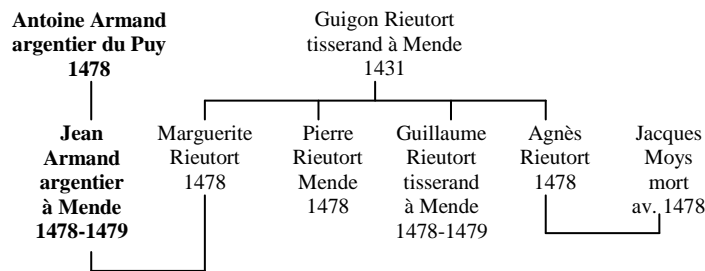 Antoine Armand
argentier du Puy
1478
Guigon Rieutort
tisserand à Mende
1431
Jean
Armand
argentier
à Mende
1478-1479
Marguerite
Rieutort
1478
Pierre
Rieutort
Mende
1478
Guillaume
Rieutort
tisserand
à Mende
1478-1479
Agnès
Rieutort
1478
Jacques
Moys
mort
av. 1478